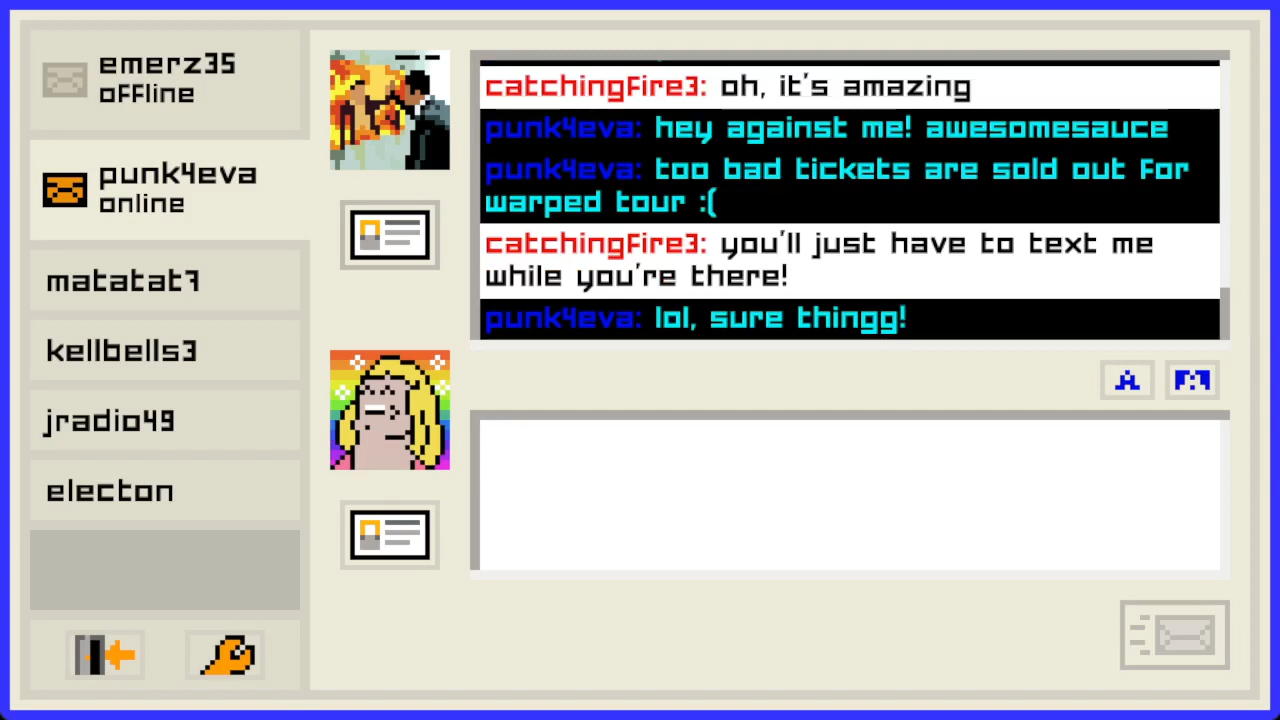 emerz35
offline
punk4eva
online
matatat7
kellbells3
jradio49
electon
catchingfire3: oh, it's amazing
punk4eva: hey against me! awesomesauce
punk4eva: too bad tickets are sold out for
warped tour :(
catchingfire3: you'll just have to text me
while you're there!
punk4eva: lol, sure thingg!
A